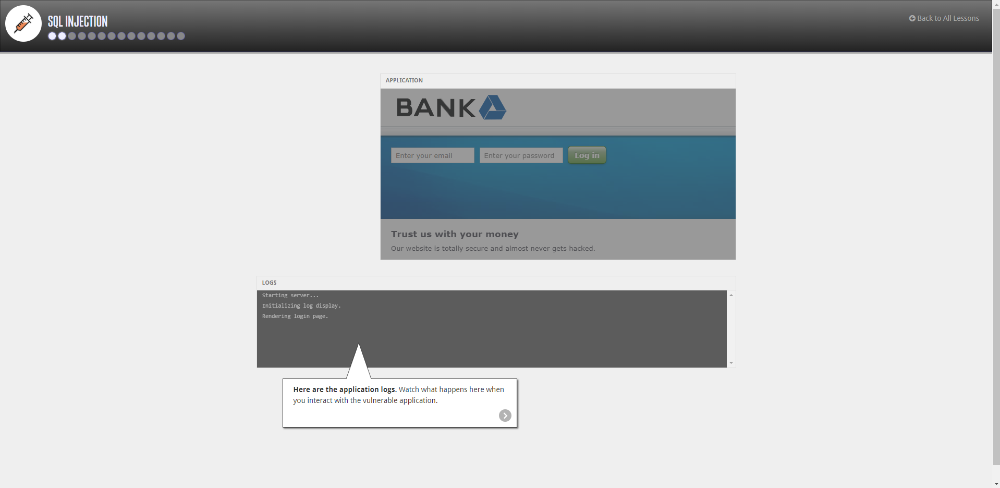 SQL INJECTION
Back to All Lessons
APPLICATION
BANK
Enter your email
Enter your password
Log in
Trust us with your money
Our website is totally secure and almost never gets hacked.
LOGS
Starting server...
Initializing log display.
Rendering login page.
Here are the application logs. Watch what happens here when
you interact with the vulnerable application.